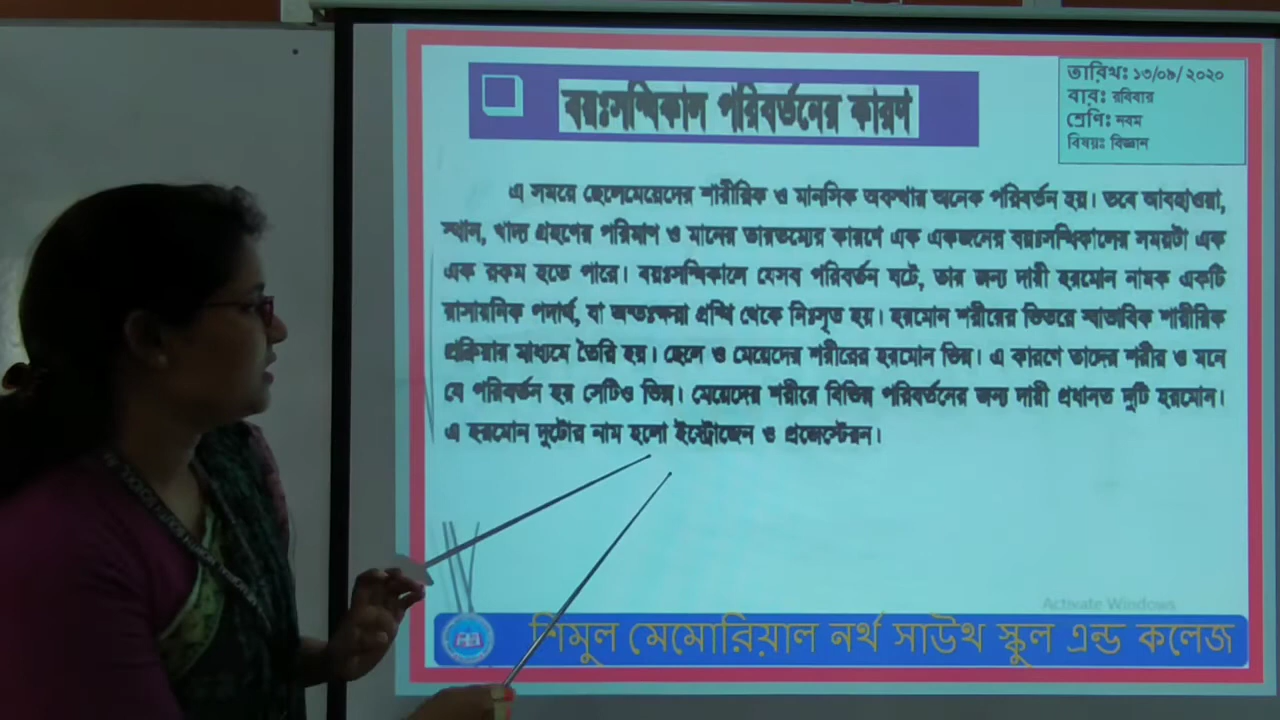 বয়ঃসন্ধিকাল পরিবর্তনের কারণ
তারিখঃ ১৩/০৯/২০২০
বারঃ রবিবার
শ্রেণিঃ নবম
বিষয়ঃ বিজ্ঞান
এ সময়ে ছেলেমেয়েদের শারীরিক ও মানসিক অবস্থার অনেক পরিবর্তন হয়। তবে আবহাওয়া,
স্থান, খাদ্য গ্রহণের পরিমাণ ও মানের তারতম্যের কারণে এক একজনের বয়ঃসন্ধিকালের সময়টা এক
এক রকম হতে পারে। বয়ঃসন্ধিকালে যেসব পরিবর্তন ঘটে, তার জন্য দায়ী হরমোন নামক একটি
রাসায়নিক পদার্থ, যা অন্তঃক্ষরা গ্রন্থি থেকে নিঃসৃত হয়। হরমোন শরীরের ভিতরে স্বাভাবিক শারীরিক
প্রক্রিয়ার মাধ্যমে তৈরি হয়। ছেলে ও মেয়েদের শরীরের হরমোন ভিন্ন। এ কারণে তাদের শরীর ও মনে
যে পরিবর্তন হয় সেটিও ভিন্ন। মেয়েদের শরীরে বিভিন্ন পরিবর্তনের জন্য দায়ী প্রধানত দুটি হরমোন।
এ হরমোন দুটোর নাম হলো ইস্ট্রোজেন ও প্রজেস্টেরন।
Activate Windows
শিমুল মেমোরিয়াল নর্থ সাউথ স্কুল এন্ড কলেজ